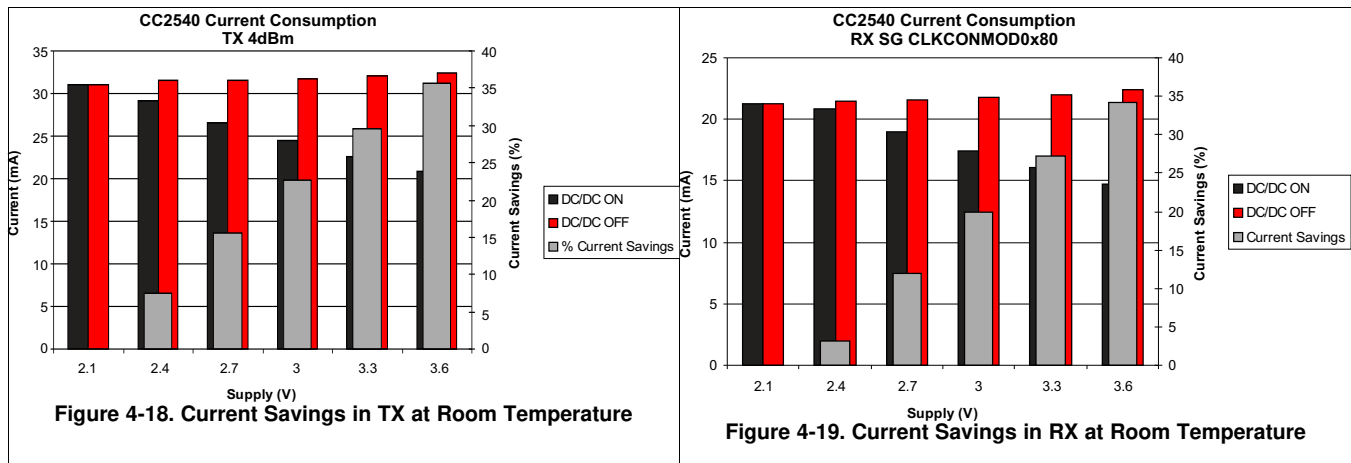 CC2540 Current Consumption
TX 4dBm
35
30
25
20
15
10
5
0
Current (mA)
40
35
30
25
20
15
10
5
0
Current Savings (%)
2.1 2.4 2.7 3 3.3 3.6
Supply (V)
DC/DC ON
DC/DC OFF
% Current Savings
Figure 4-18. Current Savings in TX at Room Temperature
CC2540 Current Consumption
RX SG CLKCONMOD0x80
25
20
15
10
5
0
Current (mA)
40
35
30
25
20
15
10
5
0
Current Savings (%)
2.1 2.4 2.7 3 3.3 3.6
Supply (V)
DC/DC ON
DC/DC OFF
Current Savings
Figure 4-19. Current Savings in RX at Room Temperature